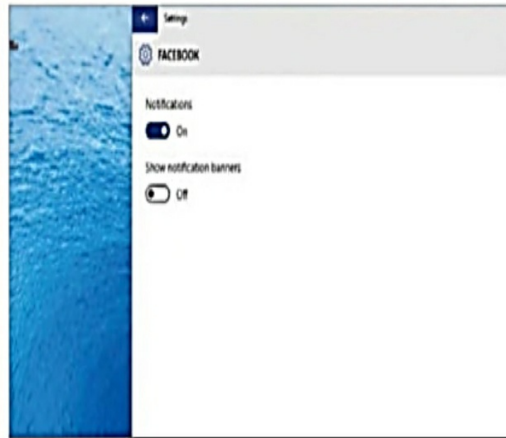 Settings
FACEBOOK
Notifications
On
Show notification banners
Off